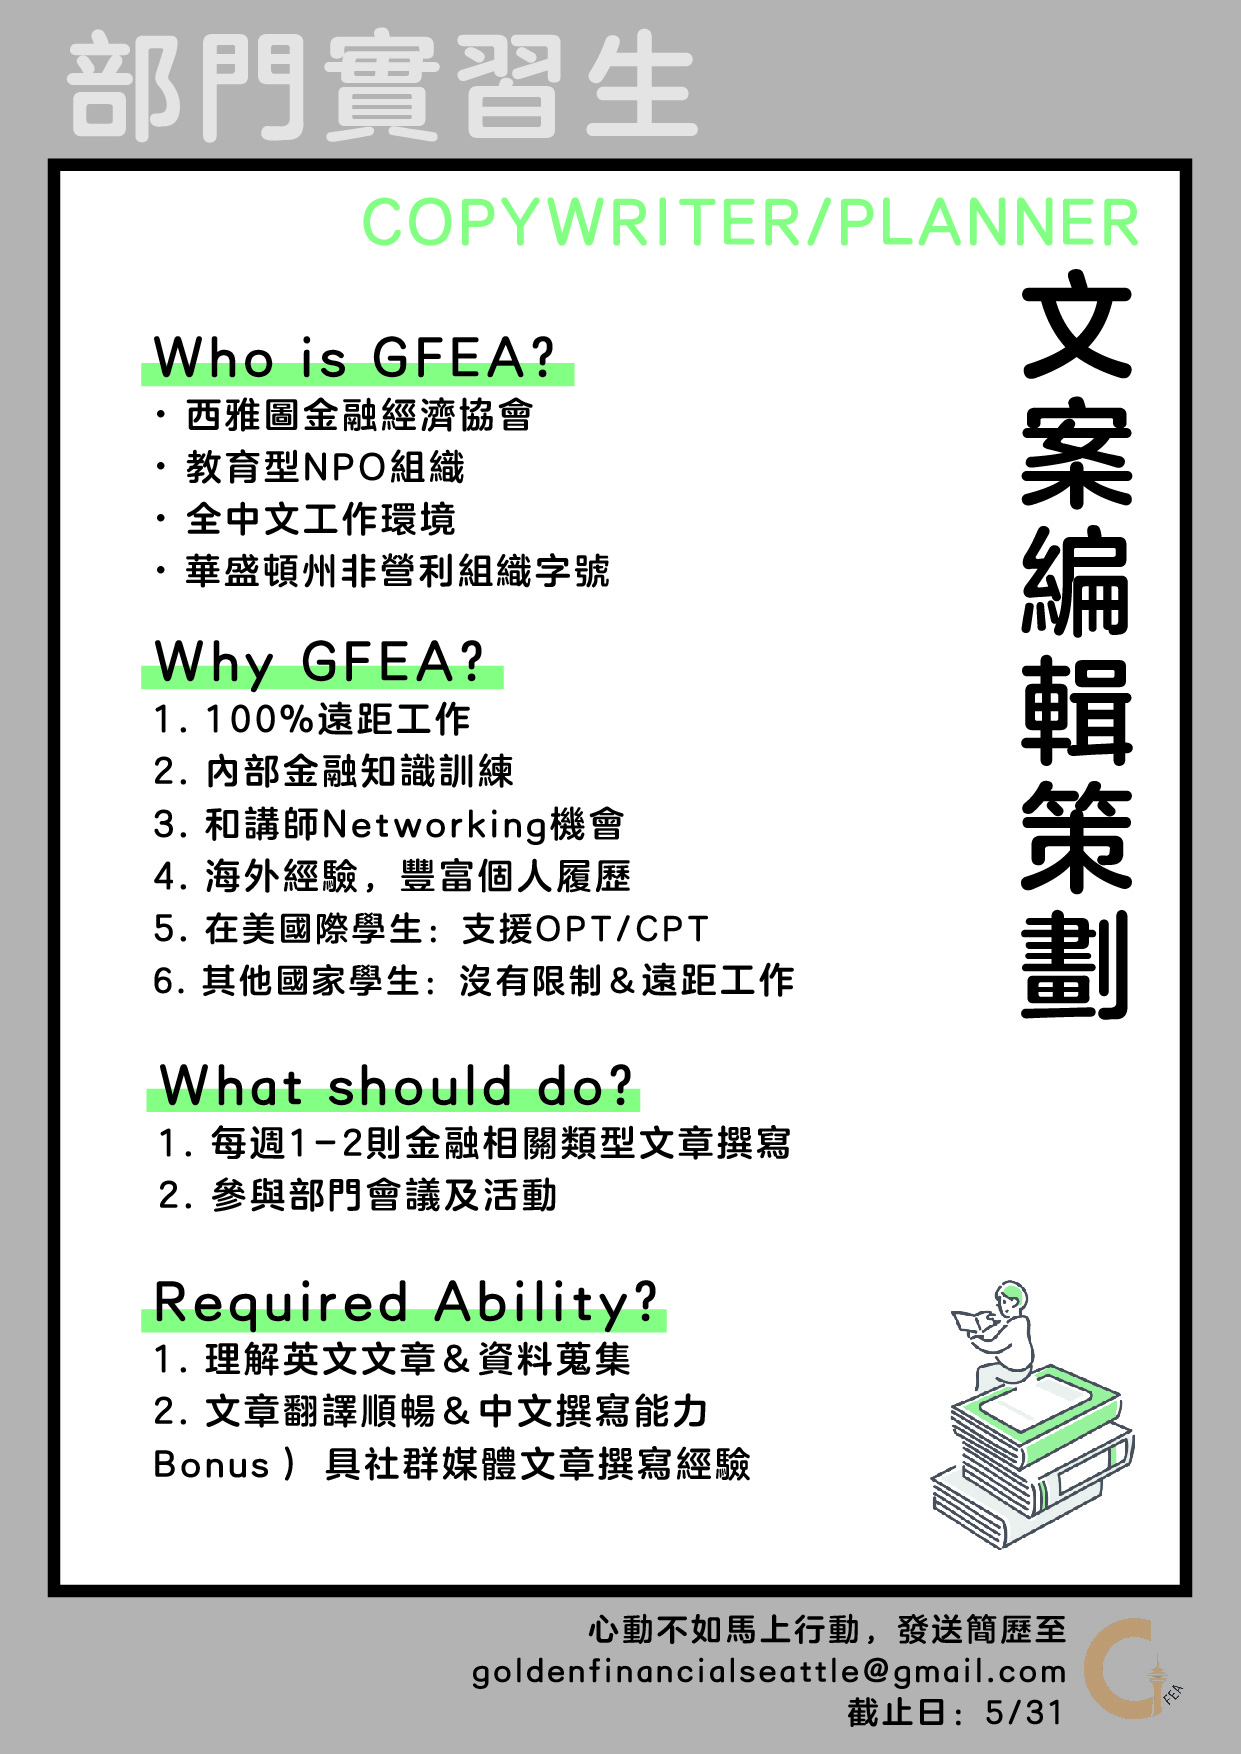 部門實習生
COPYWRITER/PLANNER
文案編輯策劃
Who is GFEA?
· 西雅圖金融經濟協會
· 教育型NPO組織
· 全中文工作環境
· 華盛頓州非營利組織字號
Why GFEA?
1. 100%遠距工作
2. 內部金融知識訓練
3. 和講師Networking機會
4. 海外經驗，豐富個人履歷
5. 在美國際學生：支援OPT/CPT
6. 其他國家學生：沒有限制＆遠距工作
What should do?
1. 每週1-2則金融相關類型文章撰寫
2. 參與部門會議及活動
Required Ability?
1. 理解英文文章＆資料蒐集
2. 文章翻譯順暢＆中文撰寫能力
Bonus） 具社群媒體文章撰寫經驗
心動不如馬上行動，發送簡歷至
goldenfinancialseattle@gmail.com
截止日：5/31
G FEA